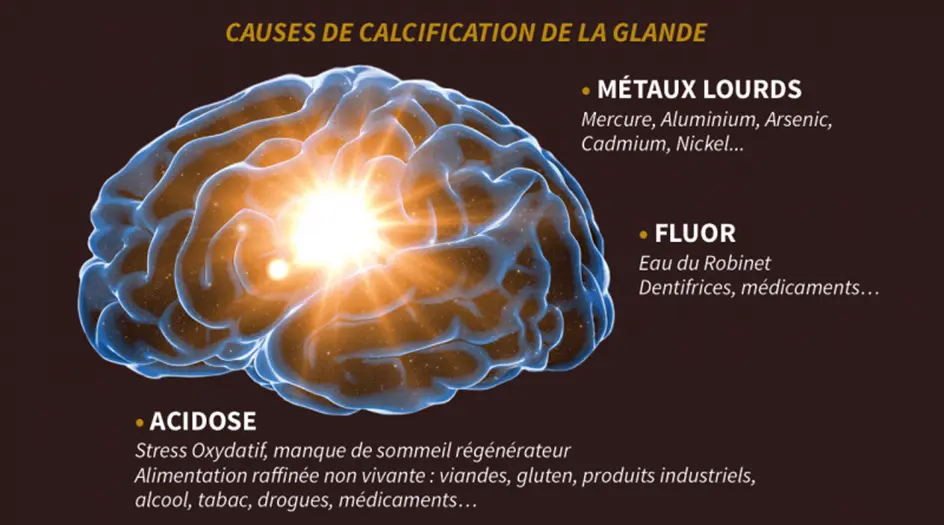 CAUSES DE CALCIFICATION DE LA GLANDE
• MÉTAUX LOURDS
Mercure, Aluminium, Arsenic,
Cadmium, Nickel...
• FLUOR
Eau du Robinet
Dentifrices, médicaments...
• ACIDOSE
Stress Oxydatif, manque de sommeil régénérateur
Alimentation raffinée non vivante : viandes, gluten, produits industriels,
alcool, tabac, drogues, médicaments...